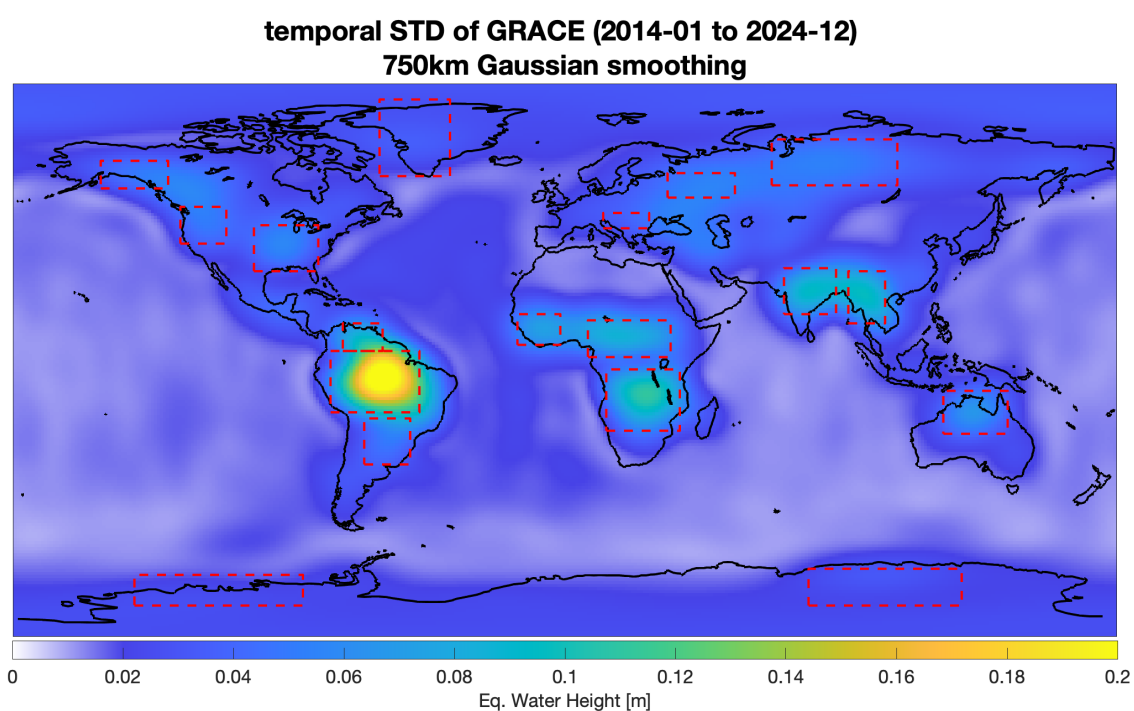 temporal STD of GRACE (2014-01 to 2024-12)
750km Gaussian smoothing
0 0.02 0.04 0.06 0.08 0.1 0.12 0.14 0.16 0.18 0.2
Eq. Water Height [m]